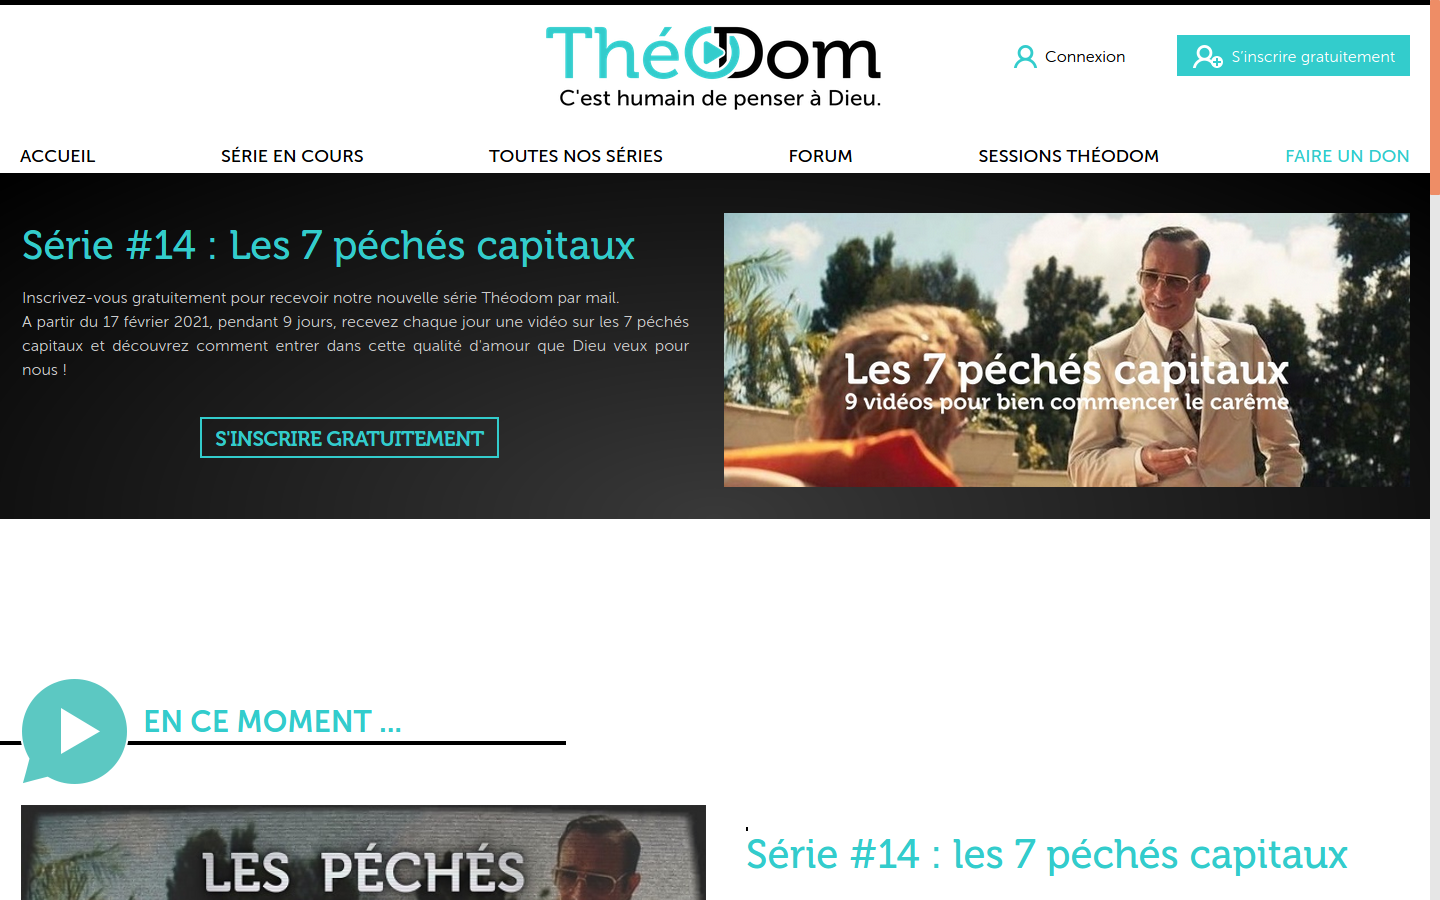 ThéoDom
C'est humain de penser à Dieu.
Connexion
S'inscrire gratuitement
ACCUEIL
SÉRIE EN COURS
TOUTES NOS SÉRIES
FORUM
SESSIONS THÉODOM
FAIRE UN DON
Série #14 : Les 7 péchés capitaux
Inscrivez-vous gratuitement pour recevoir notre nouvelle série Théodom par mail.
A partir du 17 février 2021, pendant 9 jours, recevez chaque jour une vidéo sur les 7 péchés
capitaux et découvrez comment entrer dans cette qualité d'amour que Dieu veux pour
nous !
S'INSCRIRE GRATUITEMENT
Les 7 péchés capitaux
9 vidéos pour bien commencer le carême
EN CE MOMENT ...
LES PÉCHÉS
Série #14 : les 7 péchés capitaux